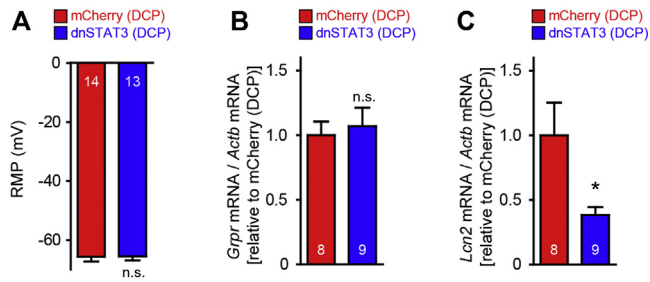 A
mCherry (DCP)
dnSTAT3 (DCP)
RMP (mV)
0
-20
-40
-60
14
13
n.s.
B
mCherry (DCP)
dnSTAT3 (DCP)
Grpr mRNA / Actb mRNA
[relative to mCherry (DCP)]
1.5
1.0
0.5
0
n.s.
8
9
C
mCherry (DCP)
dnSTAT3 (DCP)
Lcn2 mRNA / Actb mRNA
[relative to mCherry (DCP)]
1.5
1.0
0.5
0
*
8
9